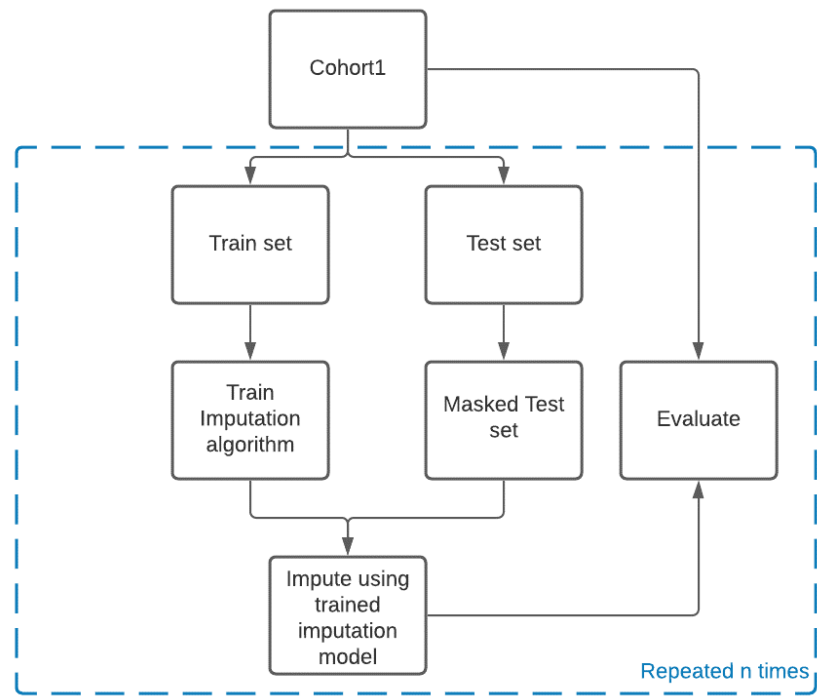 Cohort1
Train set
Test set
Train
Imputation
algorithm
Masked Test
set
Evaluate
Impute using
trained
imputation
model
Repeated n times